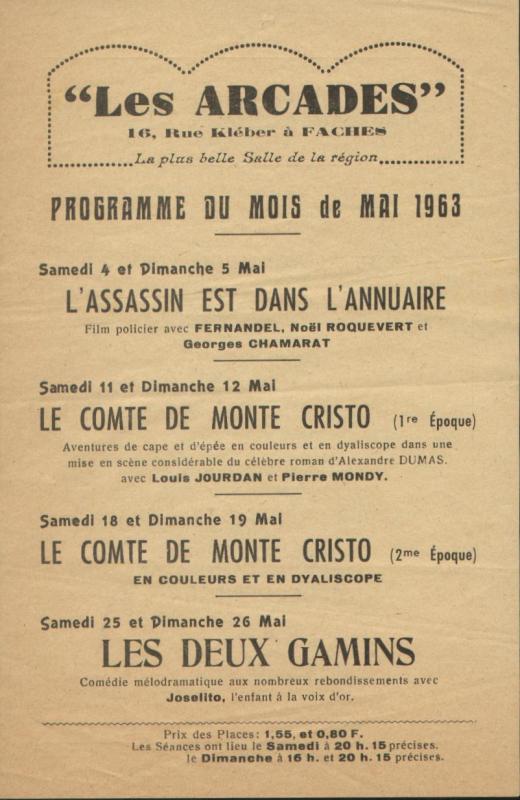 "Les ARCADES"
16, Rue Kléber à FACHES
La plus belle Salle de la région
PROGRAMME DU MOIS de MAI 1963
Samedi 4 et Dimanche 5 Mai
L'ASSASSIN EST DANS L'ANNUAIRE
Film policier avec FERNANDEL, Noël ROQUEVERT et
Georges CHAMARAT
Samedi 11 et Dimanche 12 Mai
LE COMTE DE MONTE CRISTO (1re Époque)
Aventures de cape et d'épée en couleurs et en dyaliscope dans une
mise en scène considérable du célèbre roman d'Alexandre DUMAS.
avec Louis JOURDAN et Pierre MONDY.
Samedi 18 et Dimanche 19 Mai
LE COMTE DE MONTE CRISTO (2me Époque)
EN COULEURS ET EN DYALISCOPE
Samedi 25 et Dimanche 26 Mai
LES DEUX GAMINS
Comédie mélodramatique aux nombreux rebondissements avec
Joselito, l'enfant à la voix d'or.
Prix des Places: 1,55, et 0,80 F.
Les Séances ont lieu le Samedi à 20 h. 15 précises.
le Dimanche à 16 h. et 20 h. 15 précises.